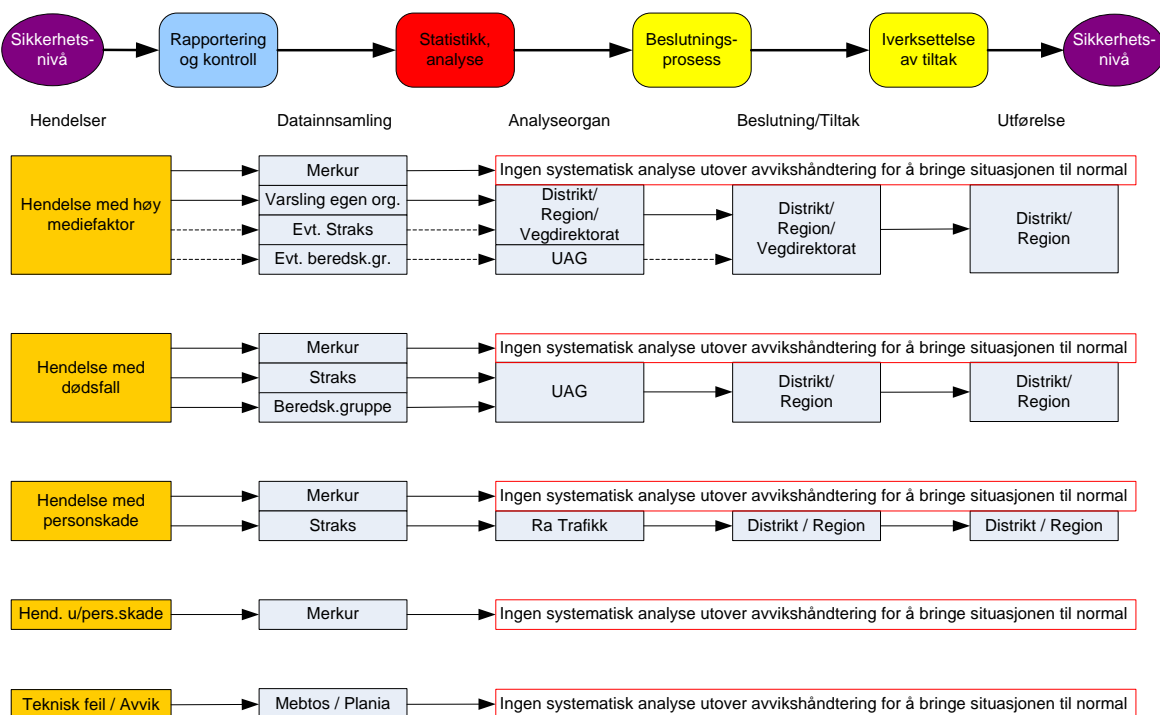 Sikkerhets-
nivå
Rapportering
og kontroll
Statistikk,
analyse
Beslutnings-
prosess
Iverksettelse
av tiltak
Sikkerhets-
nivå
Hendelser
Datainnsamling
Analyseorgan
Beslutning/Tiltak
Utførelse
Hendelse med høy
mediefaktor
Merkur
Ingen systematisk analyse utover avvikshåndtering for å bringe situasjonen til normal
Varsling egen org.
Evt. Straks
Evt. beredsk.gr.
Distrikt/
Region/
Vegdirektorat
UAG
Distrikt/
Region/
Vegdirektorat
Distrikt/
Region
Hendelse med
dødsfall
Merkur
Ingen systematisk analyse utover avvikshåndtering for å bringe situasjonen til normal
Straks
Beredsk.gruppe
UAG
Distrikt/
Region
Distrikt/
Region
Hendelse med
personskade
Merkur
Ingen systematisk analyse utover avvikshåndtering for å bringe situasjonen til normal
Straks
Ra Trafikk
Distrikt / Region
Distrikt / Region
Hend. u/pers.skade
Merkur
Ingen systematisk analyse utover avvikshåndtering for å bringe situasjonen til normal
Teknisk feil / Avvik
Mebtos / Plania
Ingen systematisk analyse utover avvikshåndtering for å bringe situasjonen til normal